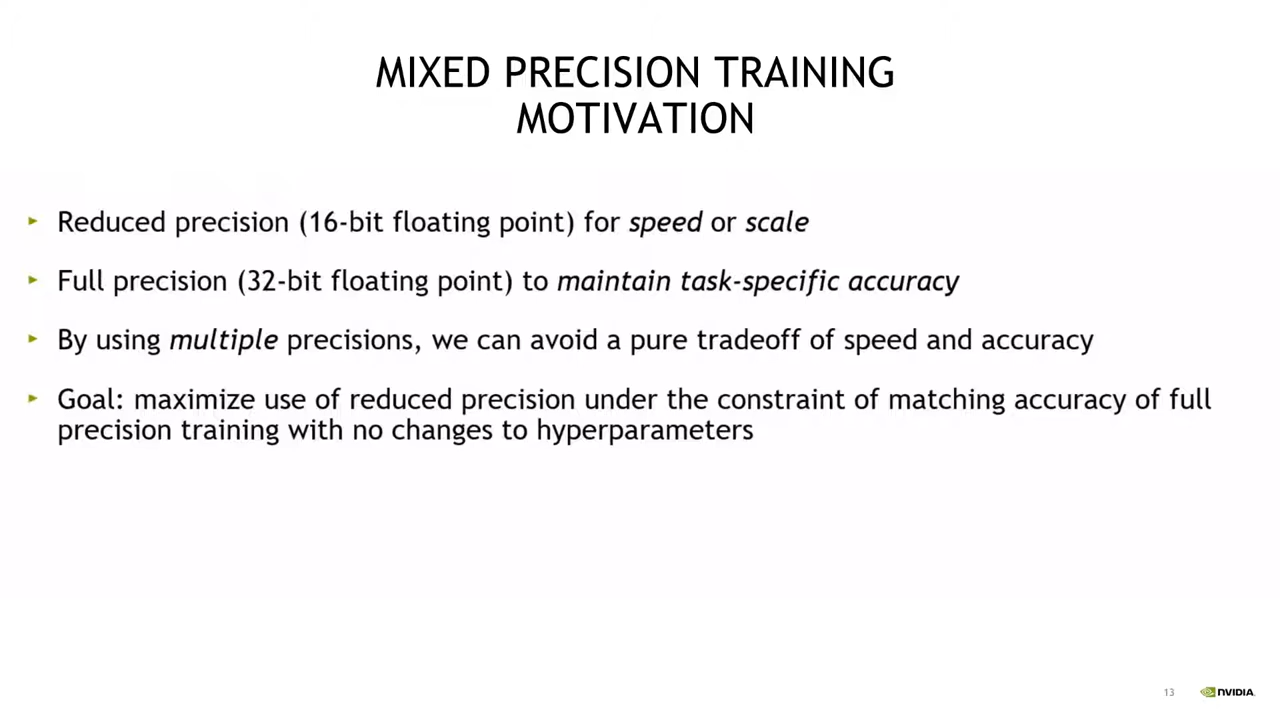 MIXED PRECISION TRAINING
MOTIVATION
Reduced precision (16-bit floating point) for speed or scale
Full precision (32-bit floating point) to maintain task-specific accuracy
By using multiple precisions, we can avoid a pure tradeoff of speed and accuracy
Goal: maximize use of reduced precision under the constraint of matching accuracy of full
precision training with no changes to hyperparameters
13 NVIDIA.